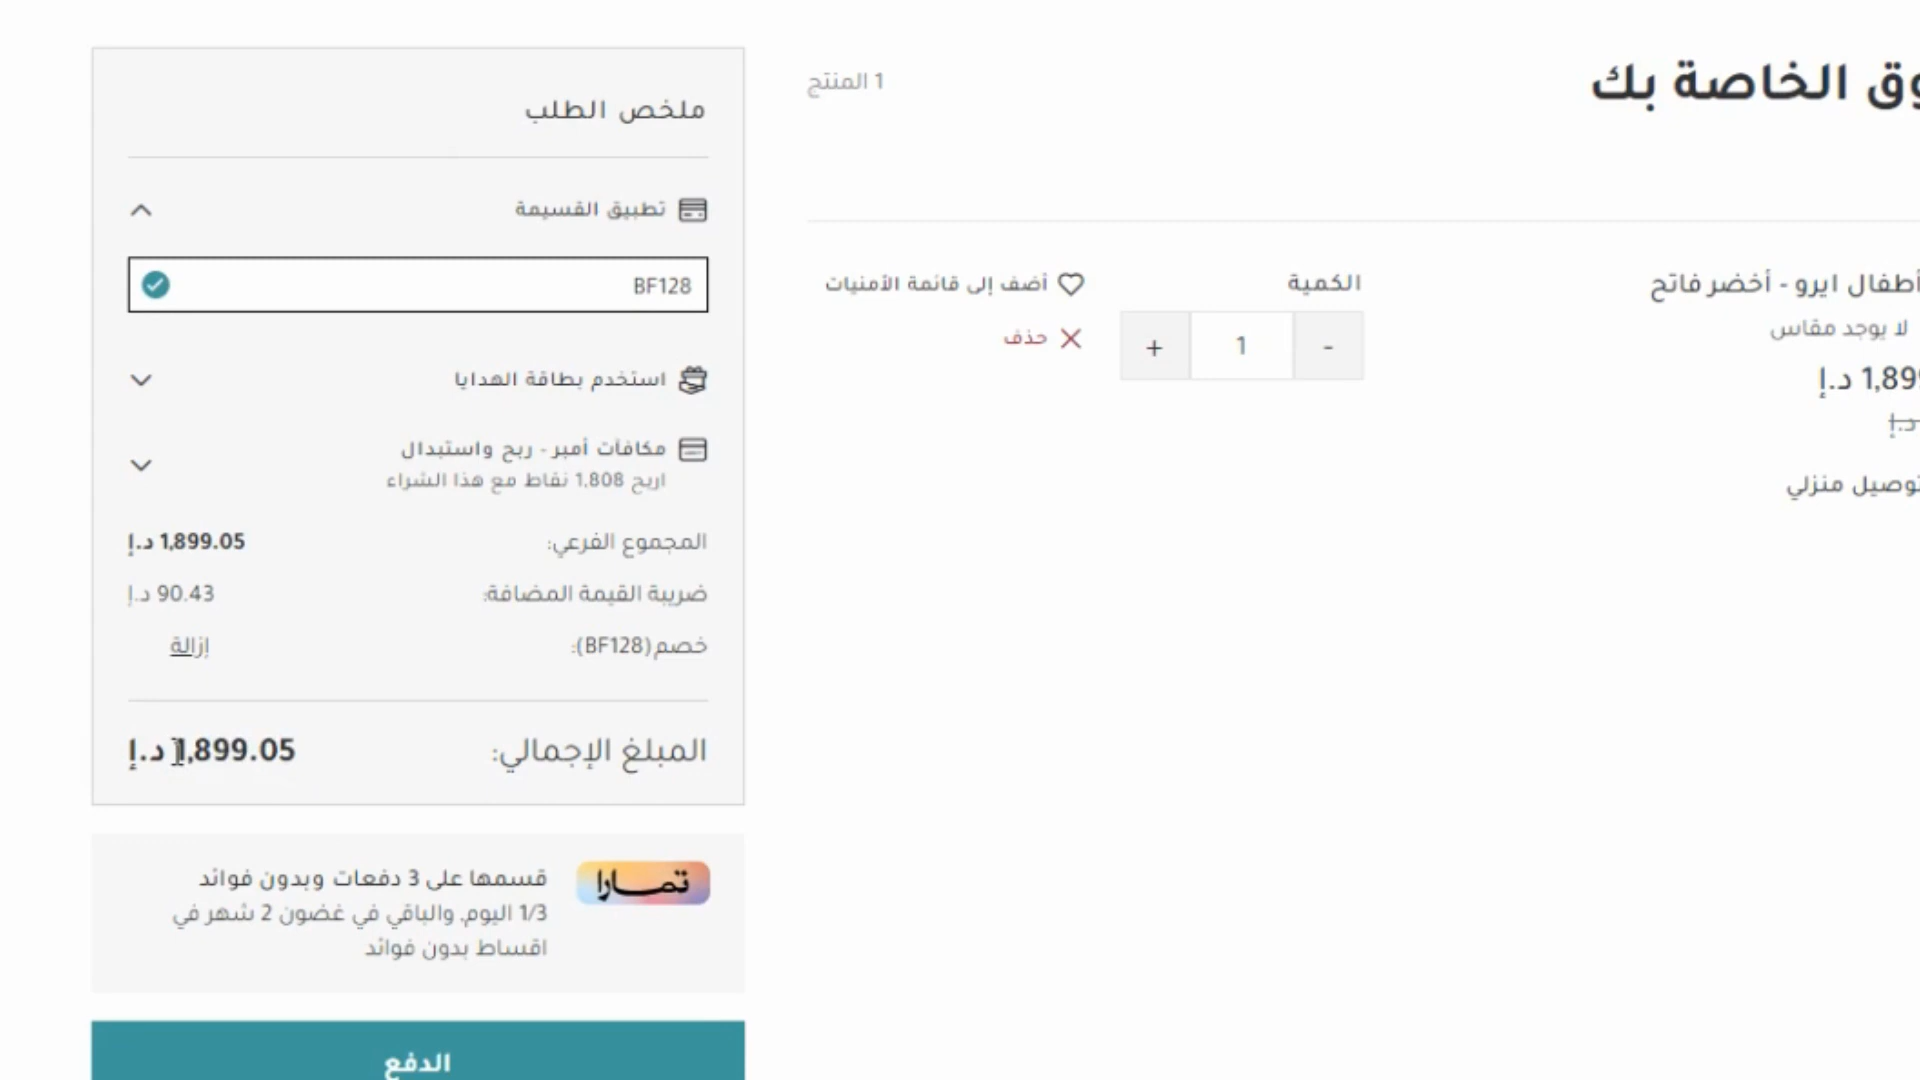 الخاصة بك
1 المنتج
أطفال ايرو - أخضر فاتح
لا يوجد مقاس
د.إ
د.إ
توصيل منزلي
الكمية
- 1 +
أضف إلى قائمة الأمنيات
حذف
ملخص الطلب
تطبيق القسيمة
BF128
استخدم بطاقة الهدايا
مكافآت أمبر - ربح واستبدال
اربح 1,808 نقاط مع هذا الشراء
المجموع الفرعي: 1,899.05 د.إ
ضريبة القيمة المضافة: 90.43 د.إ
خصم(BF128): إزالة
المبلغ الإجمالي: 1,899.05 د.إ
تمارا
قسمها على 3 دفعات وبدون فوائد
1/3 اليوم, والباقي في غضون 2 شهر في
اقساط بدون فوائد
الدفع